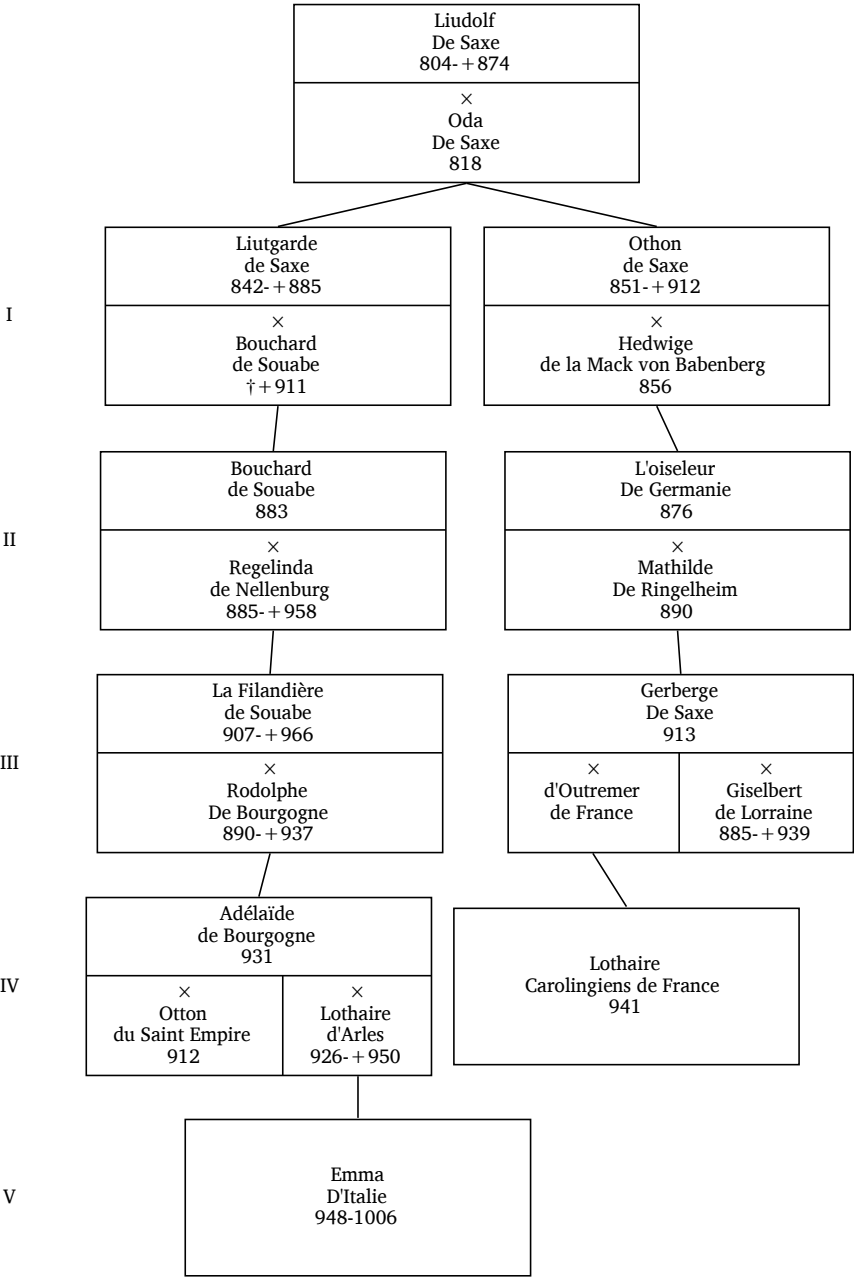 Liudolf
De Saxe
804-+874
×
Oda
De Saxe
818
I
Liutgarde
de Saxe
842-+885
×
Bouchard
de Souabe
†+911
Othon
de Saxe
851-+912
×
Hedwige
de la Mack von Babenberg
856
II
Bouchard
de Souabe
883
×
Regelinda
de Nellenburg
885-+958
L'oiseleur
De Germanie
876
×
Mathilde
De Ringelheim
890
III
La Filandière
de Souabe
907-+966
×
Rodolphe
De Bourgogne
890-+937
Gerberge
De Saxe
913
×
d'Outremer
de France
×
Giselbert
de Lorraine
885-+939
IV
Adélaïde
de Bourgogne
931
×
Otton
du Saint Empire
912
×
Lothaire
d'Arles
926-+950
Lothaire
Carolingiens de France
941
V
Emma
D'Italie
948-1006